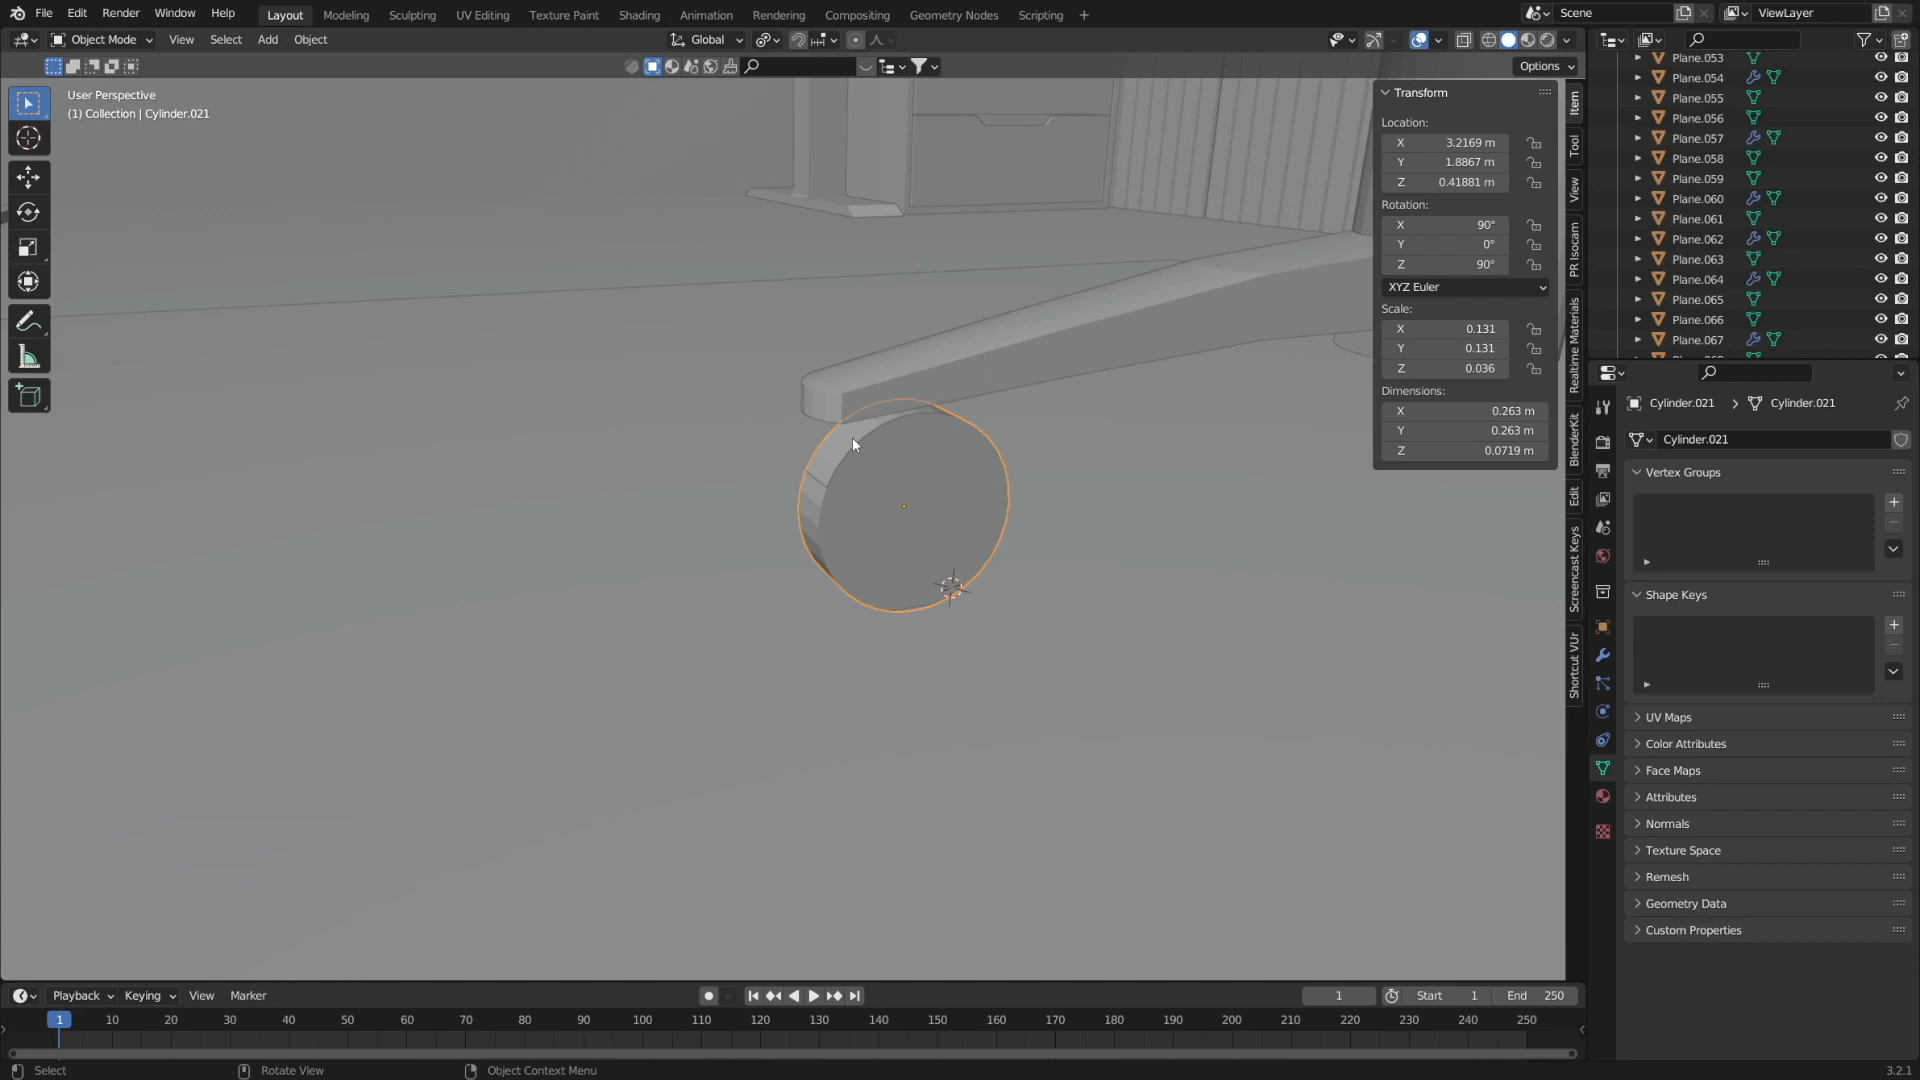 File Edit Render Window Help Layout Modeling Sculpting UV Editing Texture Paint Shading Animation Rendering Compositing Geometry Nodes Scripting + Scene ViewLayer
Object Mode View Select Add Object Global
Options
User Perspective
(1) Collection | Cylinder.021
Transform
Location:
X 3.2169 m
Y 1.8867 m
Z 0.41881 m
Rotation:
X 90°
Y 0°
Z 90°
XYZ Euler
Scale:
X 0.131
Y 0.131
Z 0.036
Dimensions:
X 0.263 m
Y 0.263 m
Z 0.0719 m
Item
Tool
View
PR Isocam
Realtime Materials
BlenderKit
Edit
Screencast Keys
Shortcut VUr
Plane.053
Plane.054
Plane.055
Plane.056
Plane.057
Plane.058
Plane.059
Plane.060
Plane.061
Plane.062
Plane.063
Plane.064
Plane.065
Plane.066
Plane.067
Cylinder.021 > Cylinder.021
Cylinder.021
Vertex Groups
Shape Keys
UV Maps
Color Attributes
Face Maps
Attributes
Normals
Texture Space
Remesh
Geometry Data
Custom Properties
Playback Keying View Marker 1 Start 1 End 250
1 10 20 30 40 50 60 70 80 90 100 110 120 130 140 150 160 170 180 190 200 210 220 230 240 250
Select Rotate View Object Context Menu 3.2.1